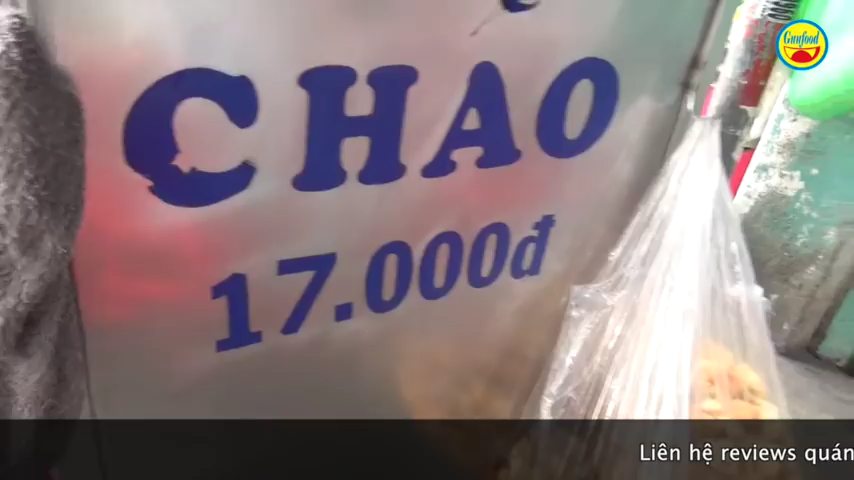 Gunfood
CHAO
17.000đ
Liên hệ reviews quán